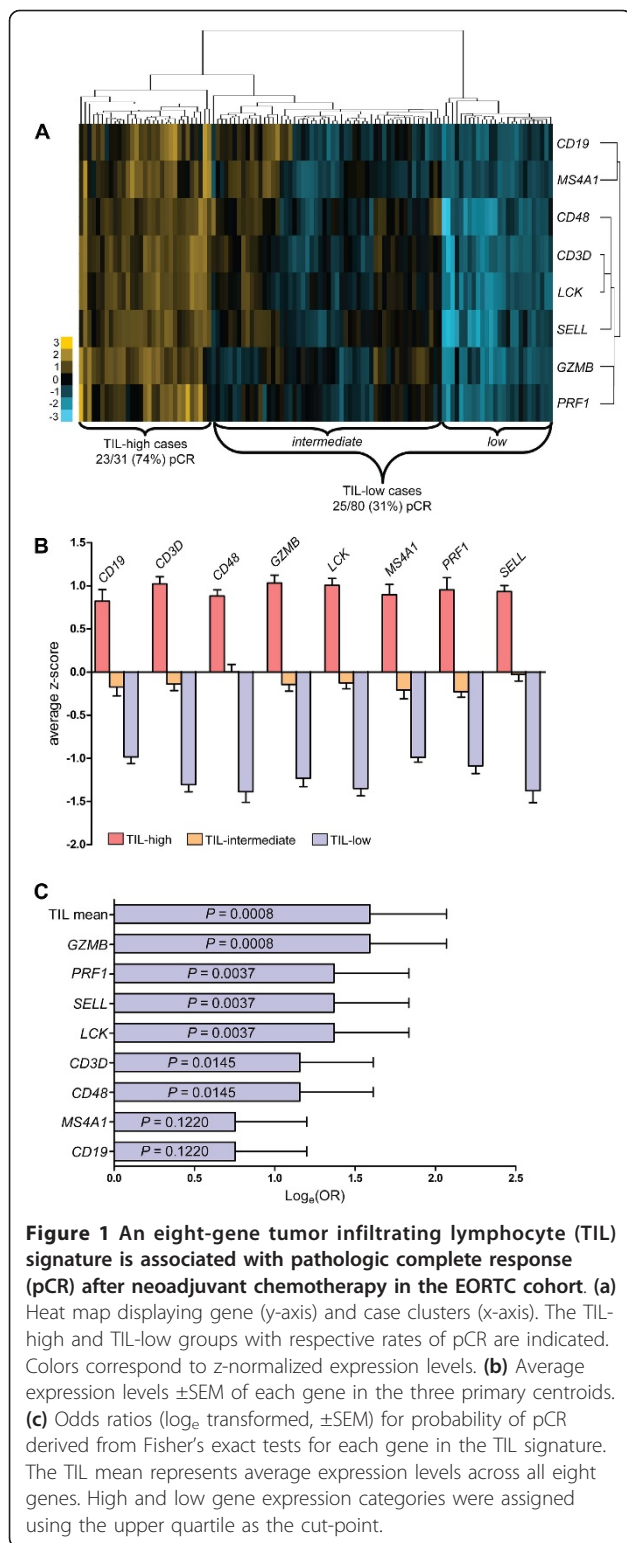 A
CD19
MS4A1
CD48
CD3D
LCK
SELL
GZMB
PRF1
3
2
1
0
-1
-2
-3
TIL-high cases
23/31 (74%) pCR
intermediate
low
TIL-low cases
25/80 (31%) pCR
B
CD19
CD3D
CD48
GZMB
LCK
MS4A1
PRF1
SELL
average z-score
1.5
1.0
0.5
0.0
-0.5
-1.0
-1.5
-2.0
TIL-high
TIL-intermediate
TIL-low
C
TIL mean P = 0.0008
GZMB P = 0.0008
PRF1 P = 0.0037
SELL P = 0.0037
LCK P = 0.0037
CD3D P = 0.0145
CD48 P = 0.0145
MS4A1 P = 0.1220
CD19 P = 0.1220
0.0 0.5 1.0 1.5 2.0 2.5
Logₑ(OR)
Figure 1 An eight-gene tumor infiltrating lymphocyte (TIL)
signature is associated with pathologic complete response
(pCR) after neoadjuvant chemotherapy in the EORTC cohort. (a)
Heat map displaying gene (y-axis) and case clusters (x-axis). The TIL-
high and TIL-low groups with respective rates of pCR are indicated.
Colors correspond to z-normalized expression levels. (b) Average
expression levels ±SEM of each gene in the three primary centroids.
(c) Odds ratios (logₑ transformed, ±SEM) for probability of pCR
derived from Fisher's exact tests for each gene in the TIL signature.
The TIL mean represents average expression levels across all eight
genes. High and low gene expression categories were assigned
using the upper quartile as the cut-point.